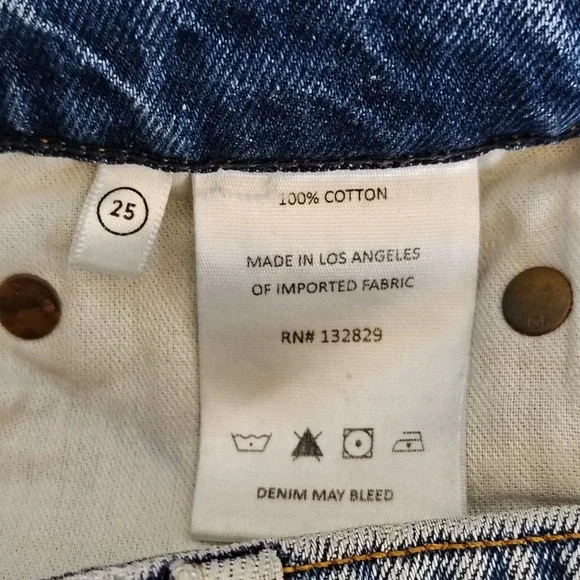 25
100% COTTON
MADE IN LOS ANGELES
OF IMPORTED FABRIC
RN# 132829
DENIM MAY BLEED